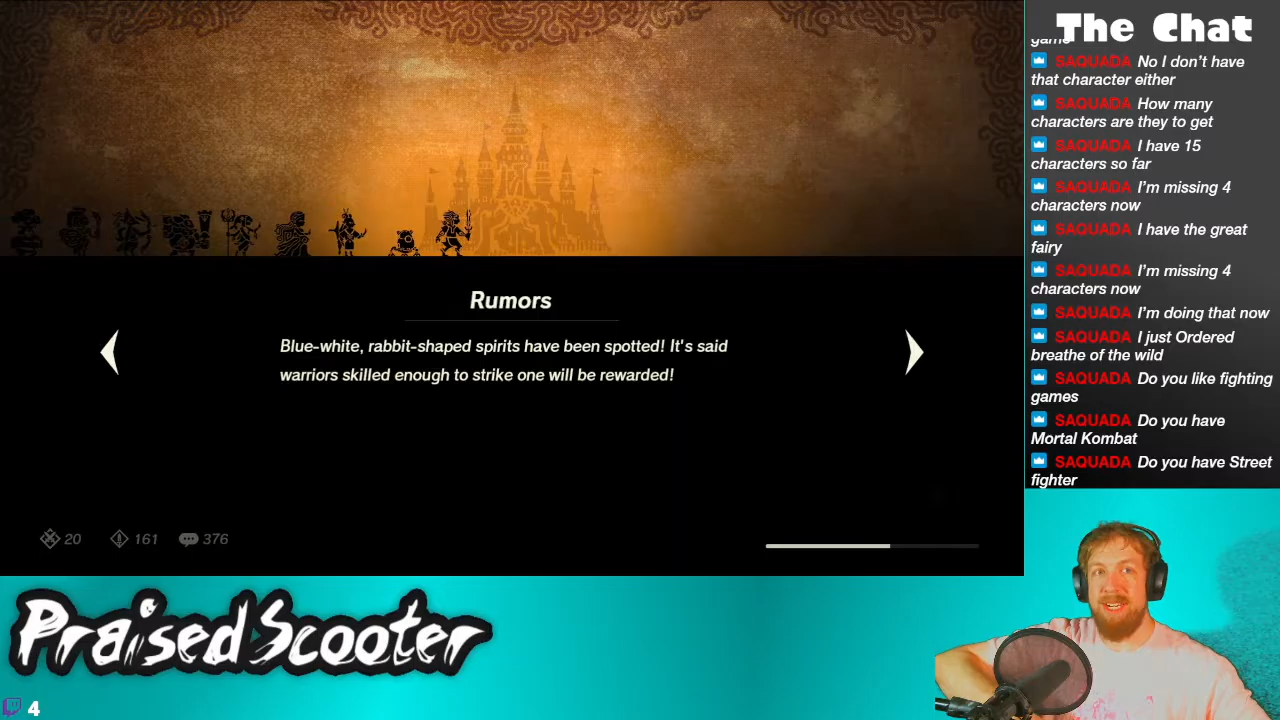 The Chat
game
SAQUADA No I don't have
that character either
SAQUADA How many
characters are they to get
SAQUADA I have 15
characters so far
SAQUADA I'm missing 4
characters now
SAQUADA I have the great
fairy
SAQUADA I'm missing 4
characters now
SAQUADA I'm doing that now
SAQUADA I just Ordered
breathe of the wild
SAQUADA Do you like fighting
games
SAQUADA Do you have
Mortal Kombat
SAQUADA Do you have Street
fighter
Rumors
Blue-white, rabbit-shaped spirits have been spotted! It's said
warriors skilled enough to strike one will be rewarded!
20 161 376
PraisedScooter
4